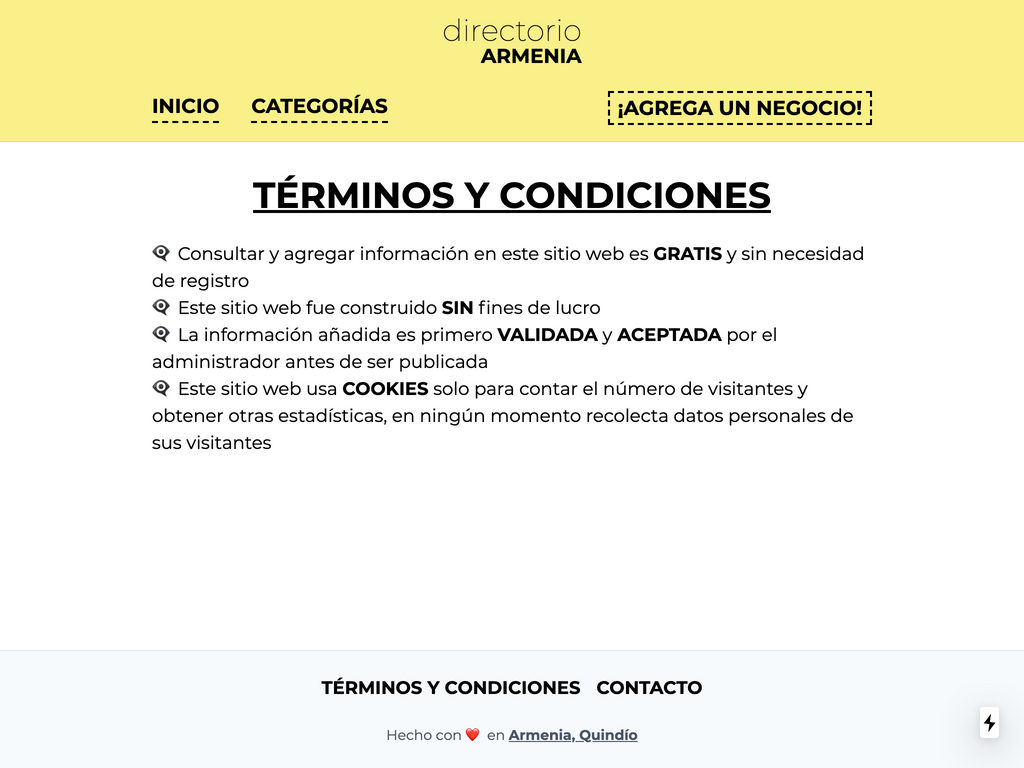 directorio
ARMENIA
INICIO CATEGORÍAS ¡AGREGA UN NEGOCIO!
TÉRMINOS Y CONDICIONES
Consultar y agregar información en este sitio web es GRATIS y sin necesidad
de registro
Este sitio web fue construido SIN fines de lucro
La información añadida es primero VALIDADA y ACEPTADA por el
administrador antes de ser publicada
Este sitio web usa COOKIES solo para contar el número de visitantes y
obtener otras estadísticas, en ningún momento recolecta datos personales de
sus visitantes
TÉRMINOS Y CONDICIONES CONTACTO
Hecho con ❤️ en Armenia, Quindío